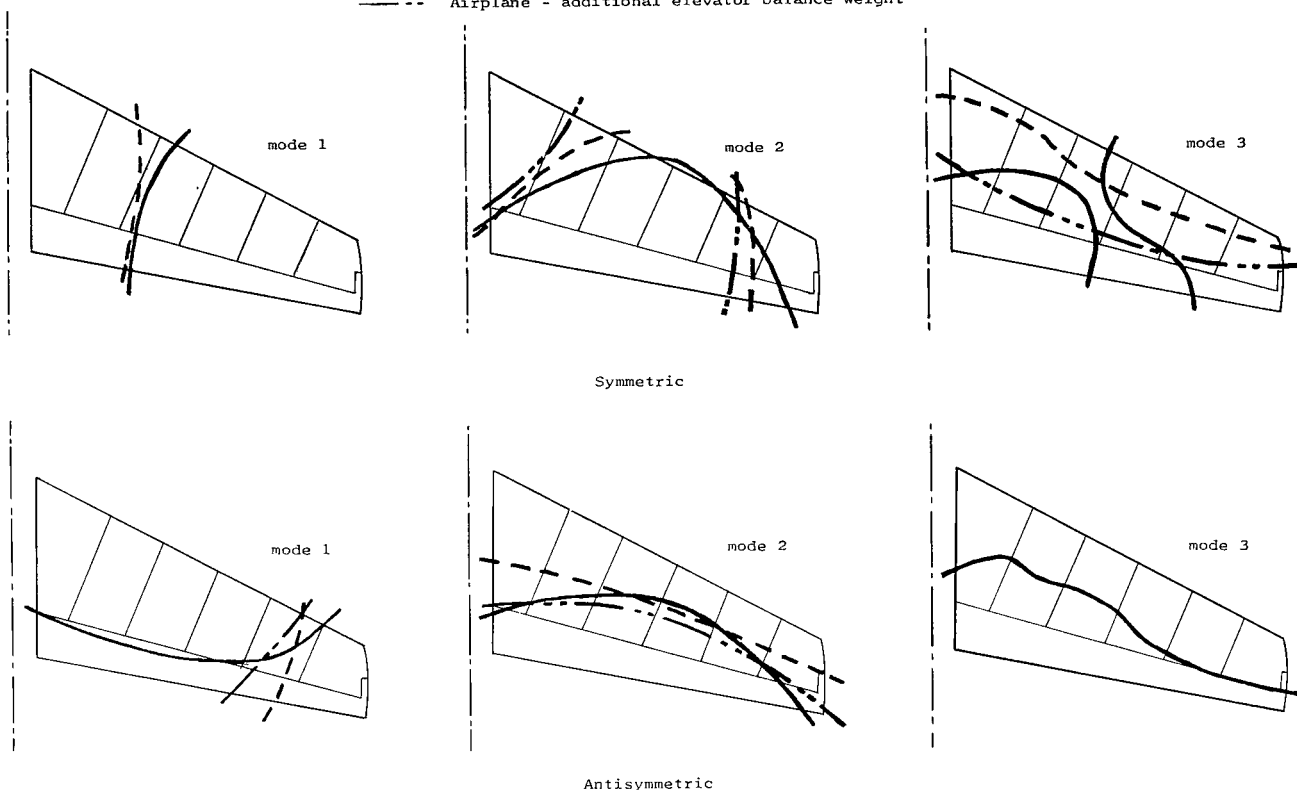 Airplane - additional elevator balance weight
mode 1
mode 2
mode 3
Symmetric
mode 1
mode 2
mode 3
Antisymmetric